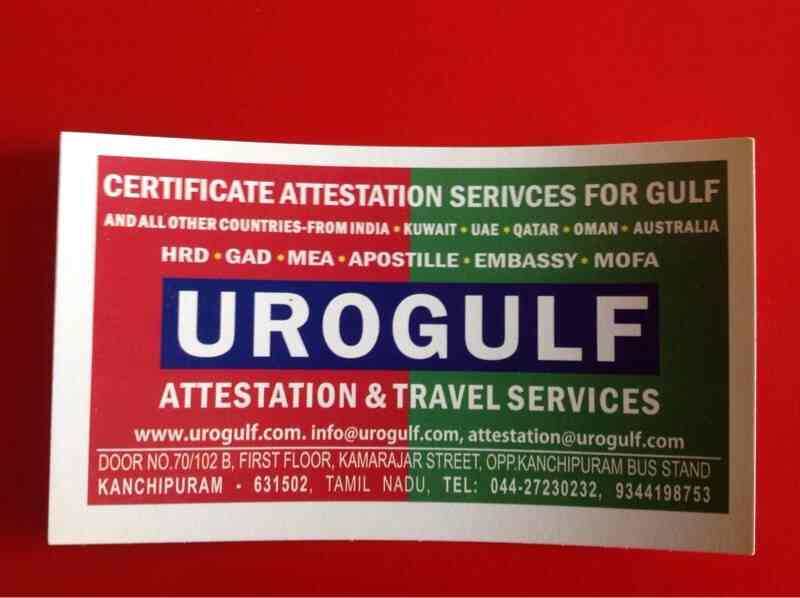 CERTIFICATE ATTESTATION SERIVCES FOR GULF
AND ALL OTHER COUNTRIES-FROM INDIA • KUWAIT • UAE • QATAR • OMAN • AUSTRALIA
HRD • GAD • MEA • APOSTILLE • EMBASSY • MOFA
UROGULF
ATTESTATION & TRAVEL SERVICES
www.urogulf.com. info@urogulf.com, attestation@urogulf.com
DOOR NO.70/102 B, FIRST FLOOR, KAMARAJAR STREET, OPP.KANCHIPURAM BUS STAND
KANCHIPURAM - 631502, TAMIL NADU, TEL: 044-27230232, 9344198753